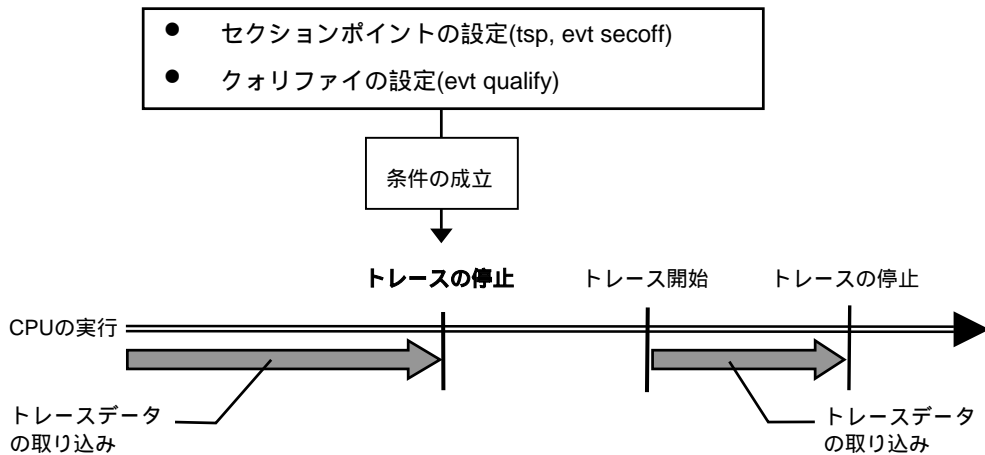 ● セクションポイントの設定(tsp, evt secoff)
● クォリファイの設定(evt qualify)
条件の成立
トレースの停止
トレース開始
トレースの停止
CPUの実行
トレースデータ
の取り込み
トレースデータ
の取り込み